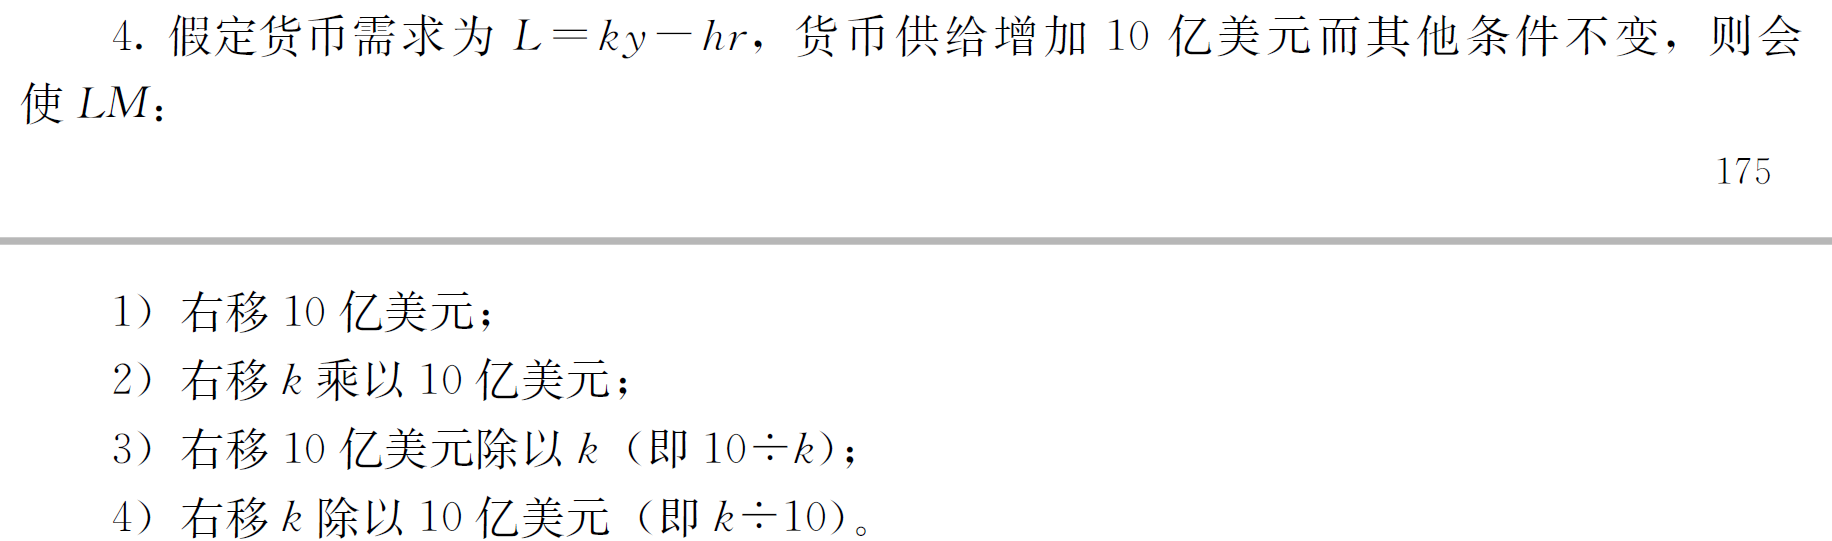 4. 假定货币需求为 L＝ky－hr，货币供给增加 10 亿美元而其他条件不变，则会
使 LM：
175
1）右移 10 亿美元；
2）右移 k 乘以 10 亿美元；
3）右移 10 亿美元除以 k（即 10÷k）；
4）右移 k 除以 10 亿美元（即 k÷10）。